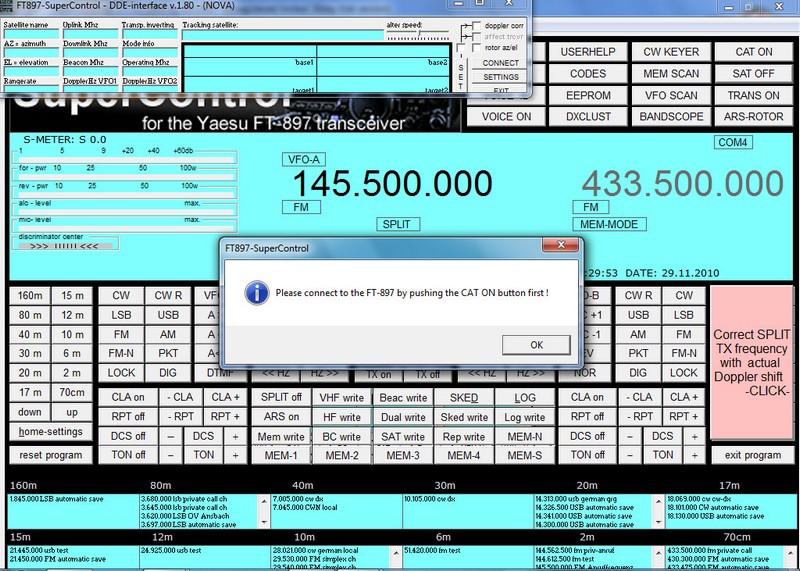 FT897-SuperControl - DDE-interface v.1.80 - (NOVA)
Satellite name Uplink Mhz Transp. inverting Tracking satellite: alter speed:
AZ = azimuth Downlink Mhz Mode info
EL = elevation Beacon Mhz Operating Mhz
Rangerate DopplerHz VFO1 DopplerHz VFO2
base1 base2
target1 target2
doppler corr
affect trcvr
rotor az/el
SET
CONNECT
SETTINGS
EXIT
SuperControl
for the Yaesu FT-897 transceiver
USERHELP CW KEYER CAT ON
CODES MEM SCAN SAT OFF
EEPROM VFO SCAN TRANS ON
VOICE ON DXCLUST BANDSCOPE ARS-ROTOR
S-METER: S 0.0
1 5 9 +20 +40 +60db
for - pwr 10 25 50 100w
rev - pwr 10 25 50 100w
alc - level max.
mic- level max.
discriminator center
>>> ||||||| <<<
COM4
VFO-A
145.500.000 433.500.000
FM FM
SPLIT MEM-MODE
:29:53 DATE: 29.11.2010
FT897-SuperControl
Please connect to the FT-897 by pushing the CAT ON button first !
OK
160m 15 m CW CW R VF O-B CW R CW
80 m 12 m LSB USB A C +1 USB LSB
40 m 10 m FM AM A C -1 AM FM
30 m 6 m FM-N PKT A< EV PKT FM-N
20 m 2 m LOCK DIG DTMF << HZ HZ >> TX on TX off << HZ HZ >> NOR DIG LOCK
17 m 70cm CLA on - CLA CLA + SPLIT off VHF write Beac write SKED LOG CLA on - CLA CLA +
down up RPT off - RPT RPT + ARS on HF write Dual write Sked write Log write RPT off - RPT RPT +
home-settings DCS off – DCS + Mem write BC write SAT write Rep write MEM-N DCS off – DCS +
reset program TON off – TON + MEM-1 MEM-2 MEM-3 MEM-4 MEM-S TON off – TON + exit program
Correct SPLIT
TX frequency
with actual
Doppler shift
-CLICK-
160m 80m 40m 30m 20m 17m
1.845.000 LSB automatic save
3.680.000 lsb private call ch
3.645.000 lsb private call ch
3.620.000 LSB OV Ansbach
3.697.000 LSB automatic save
7.005.000 cw dx
7.045.000 CWN local
10.105.000 cw dx
14.313.000 usb german qrg
14.326.500 USB automatic save
14.341.000 USB automatic save
14.300.000 USB automatic save
18.069.000 cw cw-dx
18.101.000 CW automatic save
18.130.000 USB automatic save
15m 12m 10m 6m 2m 70cm
21.445.000 usb test
21.450.000 FM automatic save
24.925.000 usb test
28.021.000 cw german local
29.530.000 FM simplex ch
29.540.000 FM simplex ch
51.420.000 fm test
144.562.500 fm priv-anruf
144.612.500 fm test
145.500.000 FM Anruffrequenz
433.500.000 fm private call
433.400.000 FM automatic save
433.475.000 FM automatic save